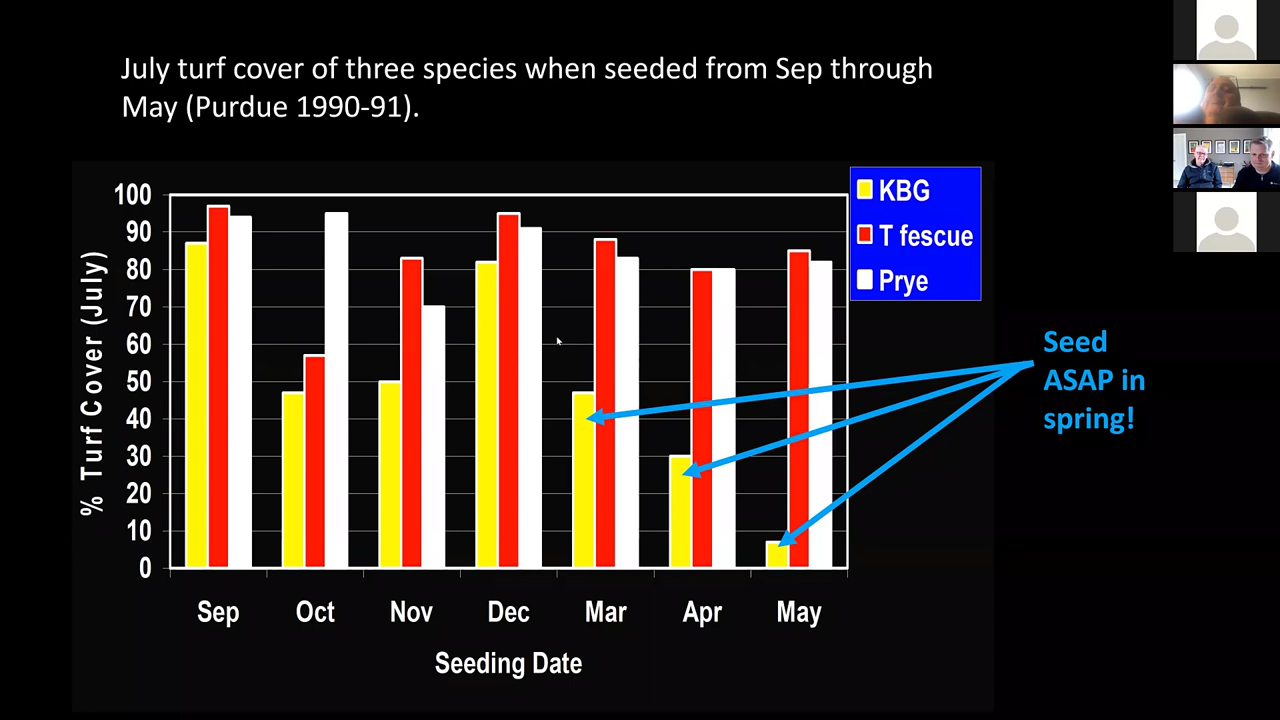 July turf cover of three species when seeded from Sep through
May (Purdue 1990-91).
% Turf Cover (July)
100
90
80
70
60
50
40
30
20
10
0
Sep Oct Nov Dec Mar Apr May
Seeding Date
KBG
T fescue
Prye
Seed
ASAP in
spring!